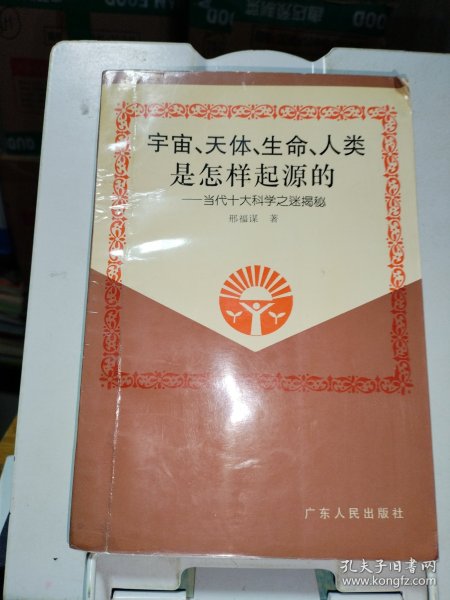 宇宙、天体、生命、人类
是怎样起源的
——当代十大科学之迷揭秘
邢福谋 著
广东人民出版社
孔夫子旧书网
www.kongfz.com